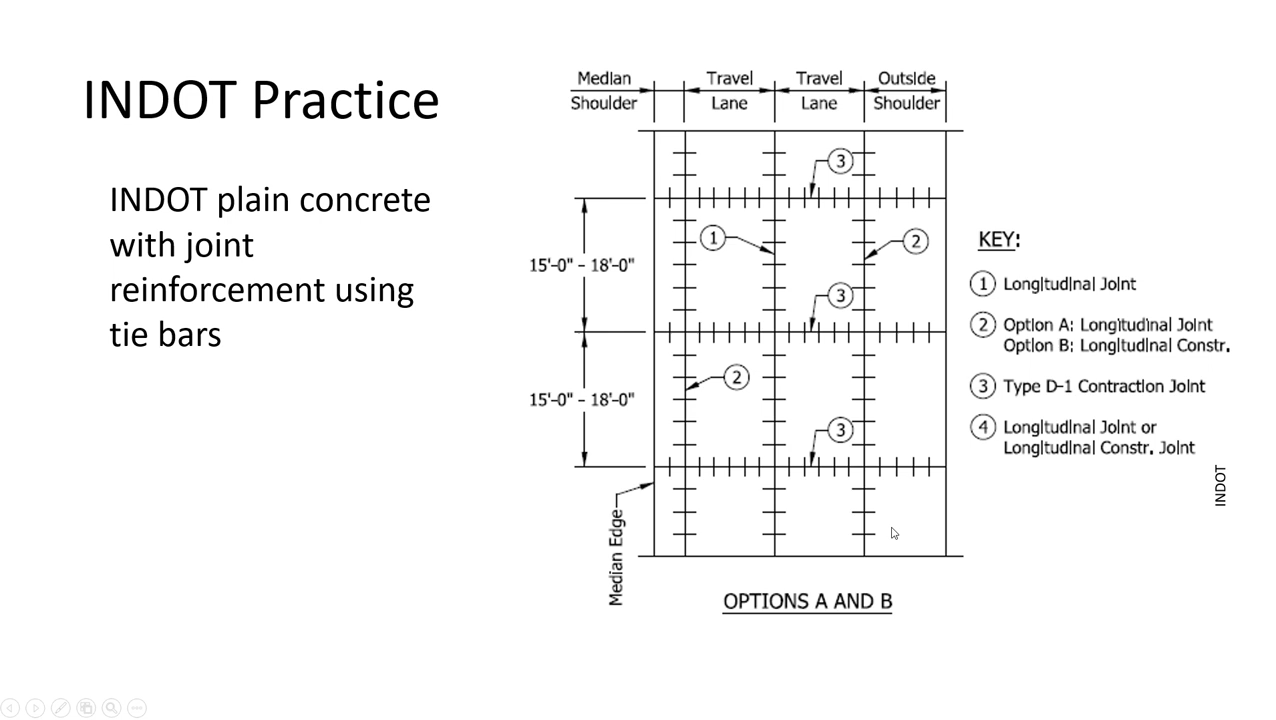 INDOT Practice
INDOT plain concrete
with joint
reinforcement using
tie bars
Median
Shoulder
Travel
Lane
Travel
Lane
Outside
Shoulder
3
15'-0" - 18'-0"
1
2
3
15'-0" - 18'-0"
2
3
Median Edge
OPTIONS A AND B
KEY:
1 Longitudinal Joint
2 Option A: Longitudinal Joint
Option B: Longitudinal Constr.
3 Type D-1 Contraction Joint
4 Longitudinal Joint or
Longitudinal Constr. Joint
INDOT